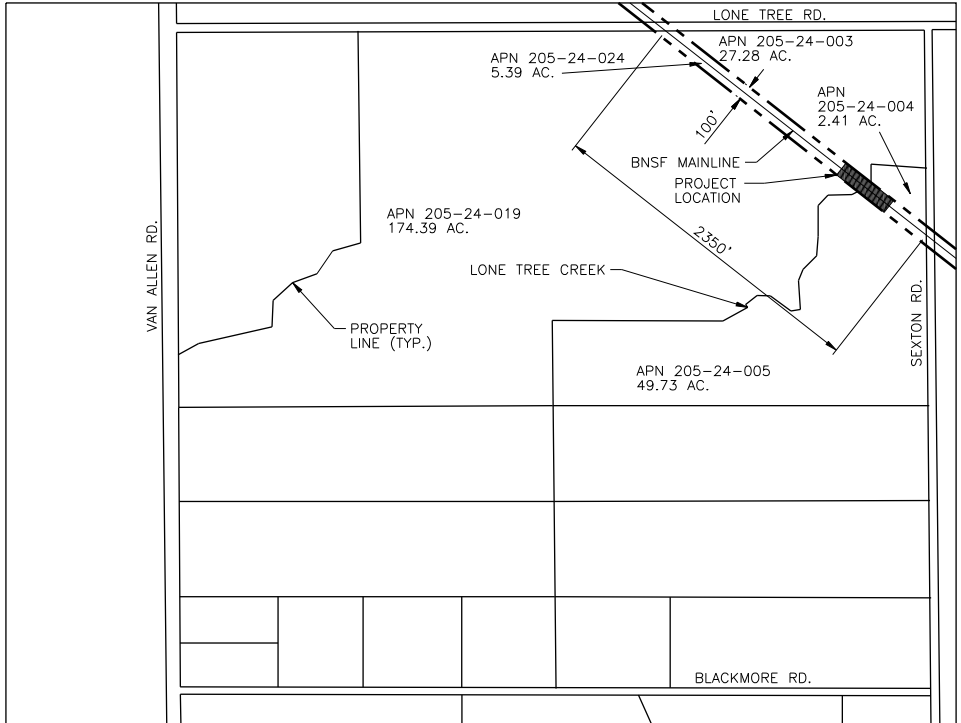 LONE TREE RD.
APN 205-24-024
5.39 AC.
APN 205-24-003
27.28 AC.
APN
205-24-004
2.41 AC.
100'
BNSF MAINLINE
PROJECT
LOCATION
APN 205-24-019
174.39 AC.
2350'
VAN ALLEN RD.
LONE TREE CREEK
SEXTON RD.
PROPERTY
LINE (TYP.)
APN 205-24-005
49.73 AC.
BLACKMORE RD.